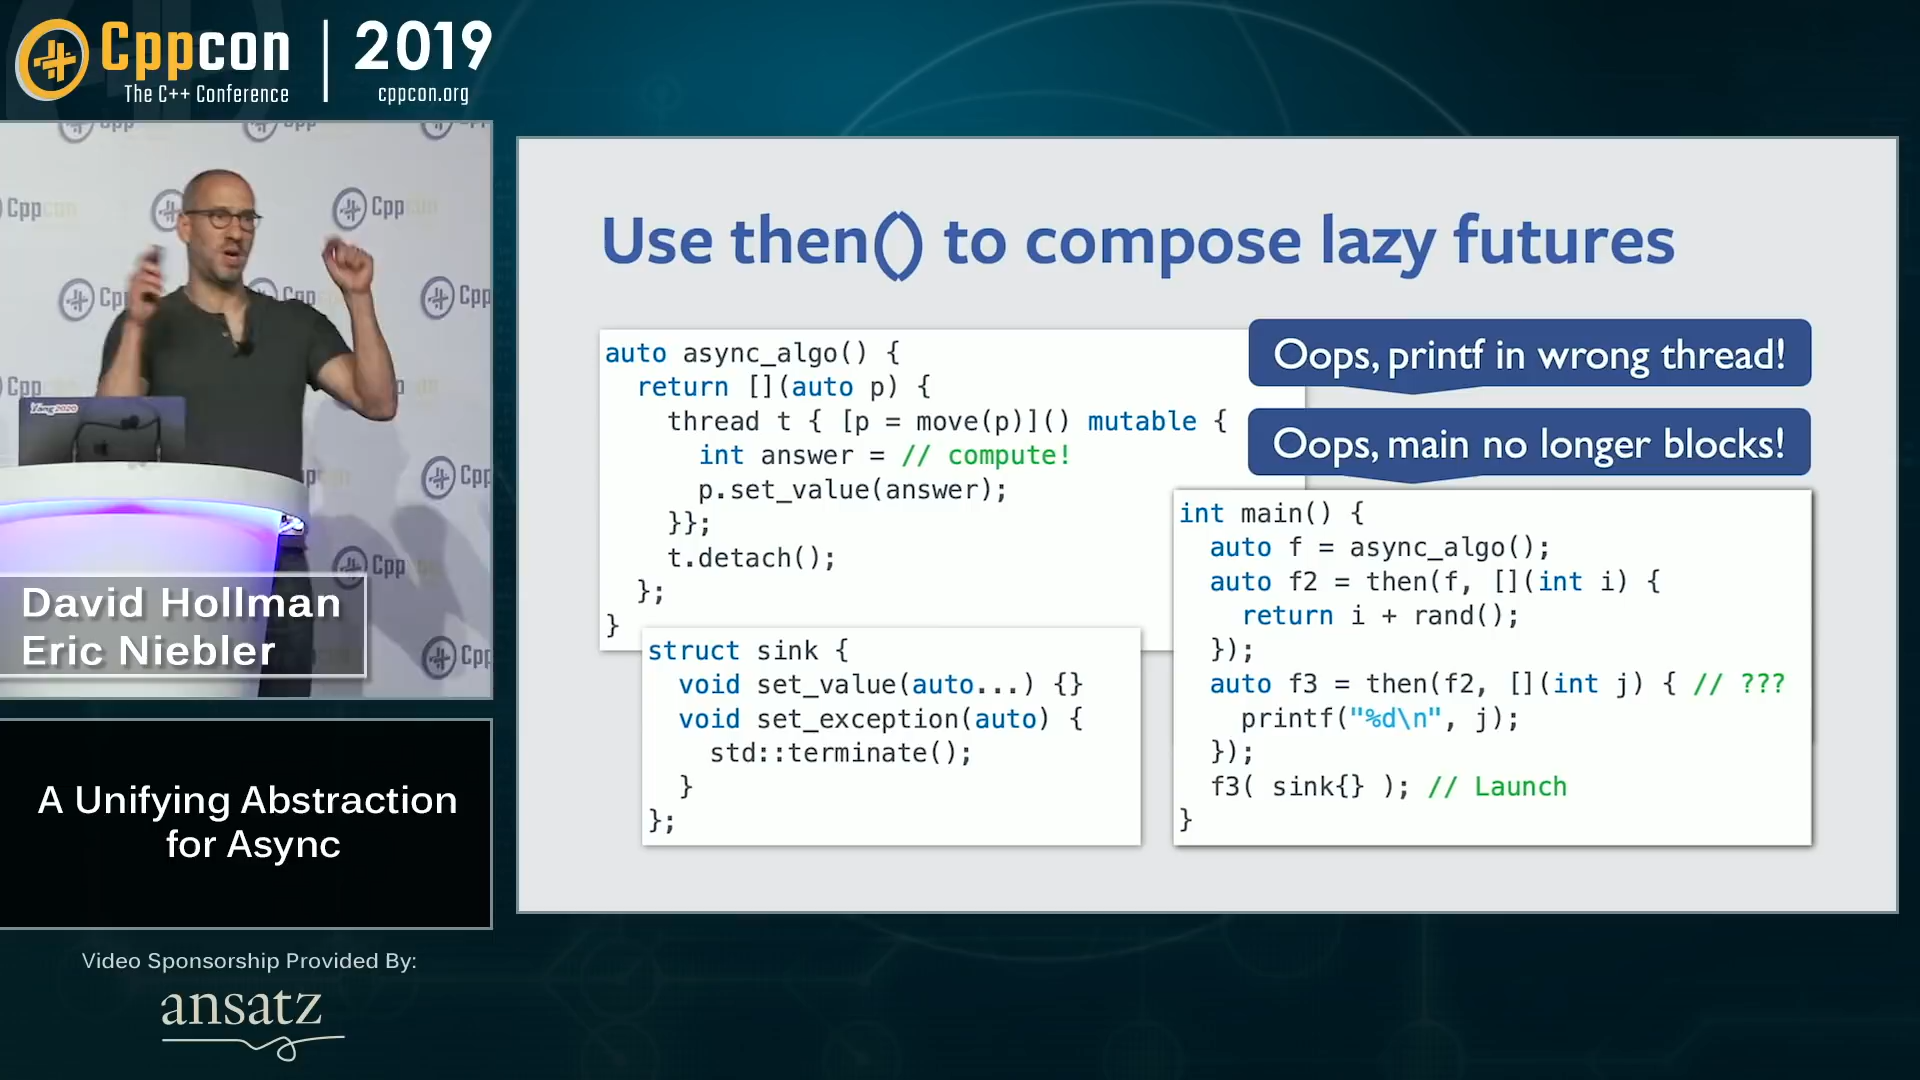 Cppcon
The C++ Conference
2019
cppcon.org
David Hollman
Eric Niebler
A Unifying Abstraction
for Async
Video Sponsorship Provided By:
ansatz
Use then() to compose lazy futures
auto async_algo() {
  return [](auto p) {
    thread t { [p = move(p)]() mutable {
      int answer = // compute!
      p.set_value(answer);
    }};
    t.detach();
  };
}
struct sink {
  void set_value(auto...) {}
  void set_exception(auto) {
    std::terminate();
  }
};
Oops, printf in wrong thread!
Oops, main no longer blocks!
int main() {
  auto f = async_algo();
  auto f2 = then(f, [](int i) {
    return i + rand();
  });
  auto f3 = then(f2, [](int j) { // ???
    printf("%d\n", j);
  });
  f3( sink{} ); // Launch
}